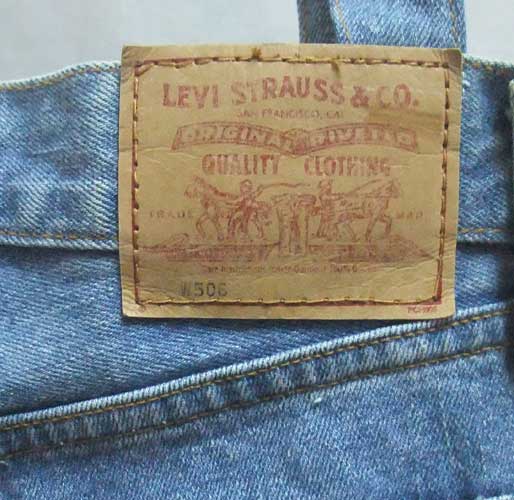 LEVI STRAUSS & CO.
SAN FRANCISCO, CAL
ORIGINAL RIVETED
QUALITY CLOTHING
TRADE MARK
W506